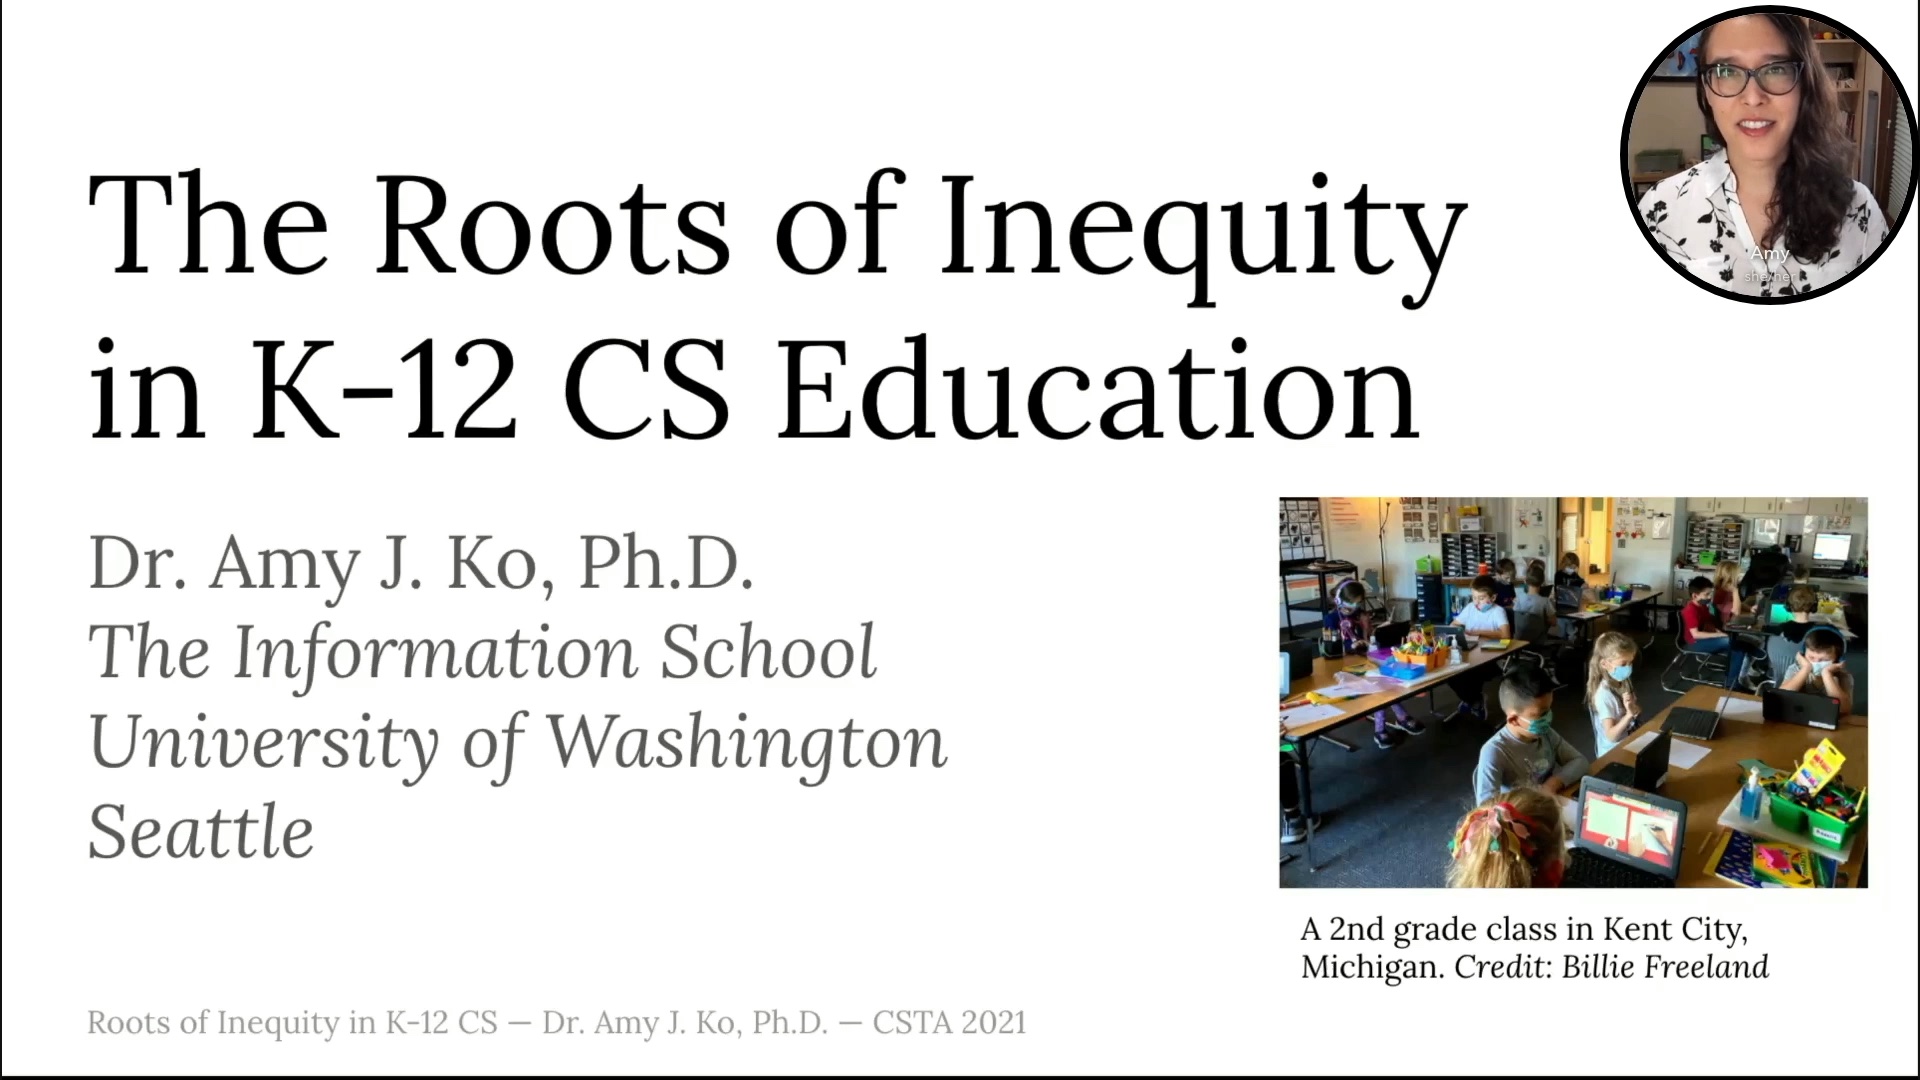 The Roots of Inequity
in K-12 CS Education
Amy
she/her
Dr. Amy J. Ko, Ph.D.
The Information School
University of Washington
Seattle
A 2nd grade class in Kent City,
Michigan. Credit: Billie Freeland
Roots of Inequity in K-12 CS — Dr. Amy J. Ko, Ph.D. — CSTA 2021